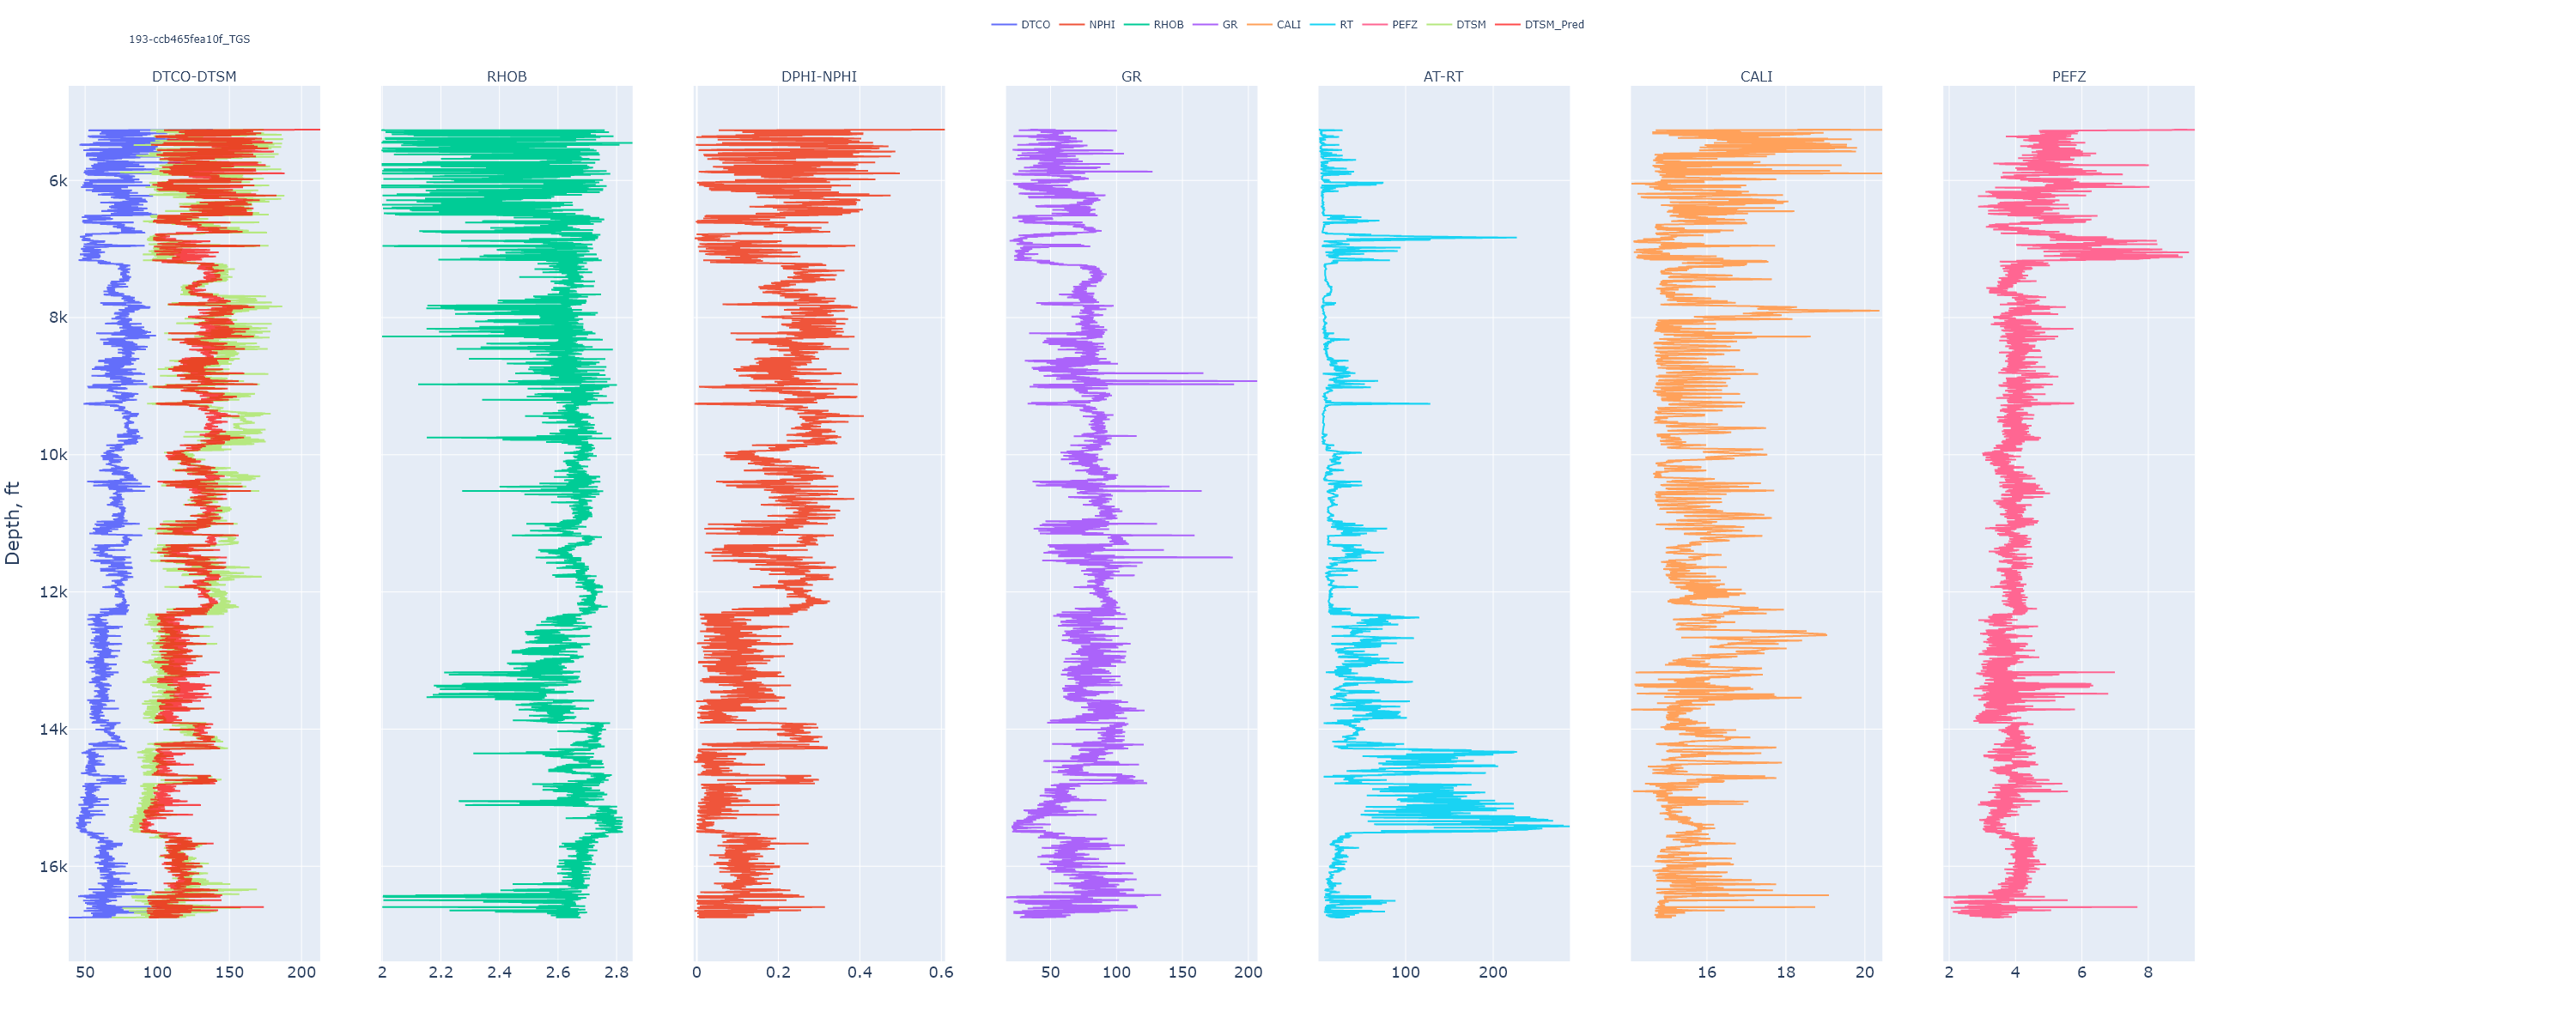 DTCO NPHI RHOB GR CALI RT PEFZ DTSM DTSM_Pred
193-ccb465fea10f_TGS
DTCO-DTSM RHOB DPHI-NPHI GR AT-RT CALI PEFZ
6k
8k
10k
12k
14k
16k
Depth, ft
50 100 150 200 2 2.2 2.4 2.6 2.8 0 0.2 0.4 0.6 50 100 150 200 100 200 16 18 20 2 4 6 8